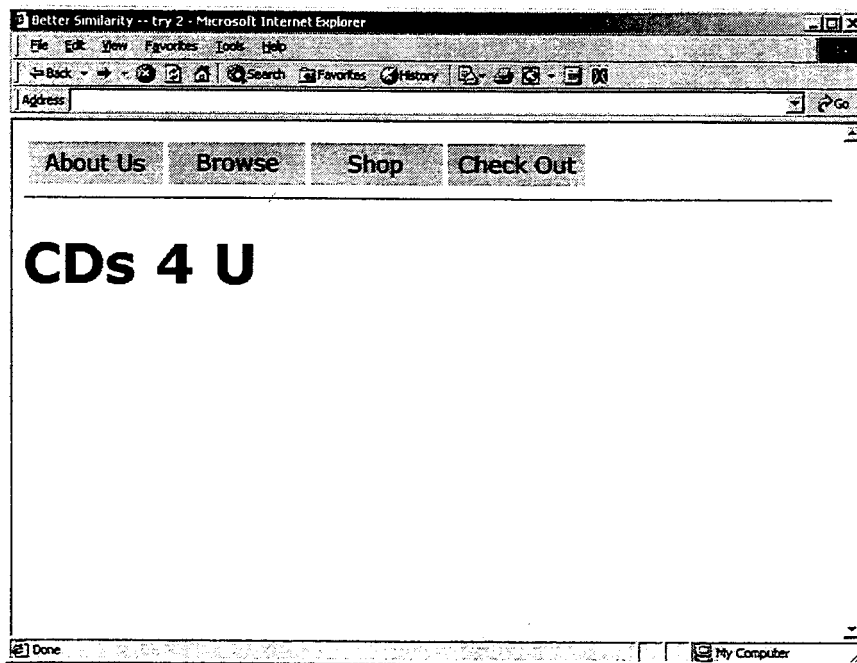 Better Similarity -- try 2 - Microsoft Internet Explorer
File Edit View Favorites Tools Help
Back Search Favorites History
Address Go
About Us Browse Shop Check Out
CDs 4 U
Done My Computer